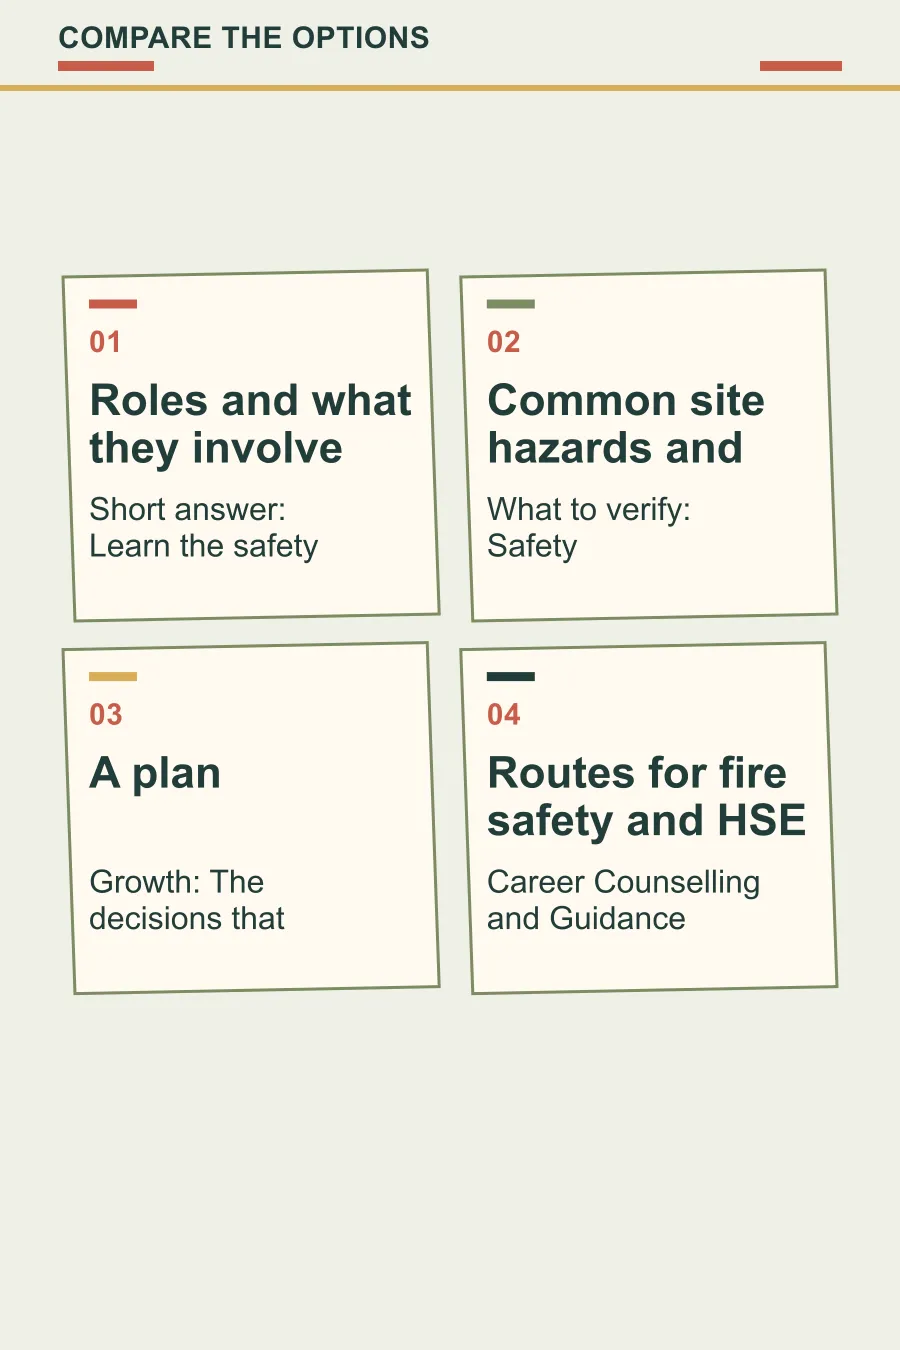 COMPARE THE OPTIONS
01
Roles and what
they involve
Short answer:
Learn the safety
02
Common site
hazards and
What to verify:
Safety
03
A plan
Growth: The
decisions that
04
Routes for fire
safety and HSE
Career Counselling
and Guidance